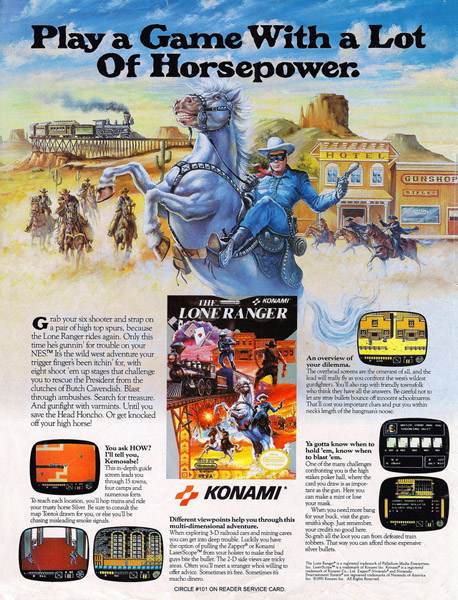 Play a Game With a Lot
Of Horsepower.
HOTEL
GUNSHOP
RIFLES
Grab your six shooter and strap on
a pair of high top spurs, because
the Lone Ranger rides again. Only this
time he's gunnin' for trouble on your
NES.™ It's the wild west adventure your
trigger finger's been itchin' for, with
eight shoot 'em up stages that challenge
you to rescue the President from the
clutches of Butch Cavendish. Blast
through ambushes. Search for treasure.
And gunfight with varmints. Until you
save the Head Honcho. Or get knocked
off your high horse!
KONAMI
THE
LONE RANGER
KONAMI
An overview of
your dilemma.
The overhead screens are the orneriest of all, and the
lead will really fly as you confront the west's wildest
gunfighters. You'll also rap with friendly townsfolk
who think they have all the answers. Be careful not to
let any stray bullets bounce off innocent schoolmarms.
That'll cost you important clues and put you within
neck's length of the hangman's noose.
You ask HOW?
I'll tell you,
Kemosabe!
This in-depth guide
screen leads you
through 15 towns,
four camps and
numerous forts.
To reach each location, you'll hop trains and ride
your trusty horse Silver. Be sure to consult the
map Tonto's drawn for you, or else you'll be
chasing misleading smoke signals.
Different viewpoints help you through this
multi-dimensional adventure.
When exploring 3-D railroad cars and mining caves
you can get into deep trouble. Luckily you have
the option of pulling the Zapper® or Konami
LaserScope™ from your holster to make the bad
guys bite the bullet. The 2-D side views are tricky
areas. Often you'll meet a stranger who's willing to
offer advice. Sometimes it's free. Sometimes it's
mucho dinero.
Ya gotta know when to
hold 'em, know when
to blast 'em.
One of the many challenges
confronting you is the high
stakes poker hall, where the
card you draw is as impor-
tant as the gun. Here you
can make a mint or lose
your mask.
When you need more bang
for your buck, visit the gun-
smith's shop. Just remember,
your credit's no good here.
So grab all the loot you can from defeated train
robbers. That way you can afford those expensive
silver bullets.
CIRCLE #101 ON READER SERVICE CARD.